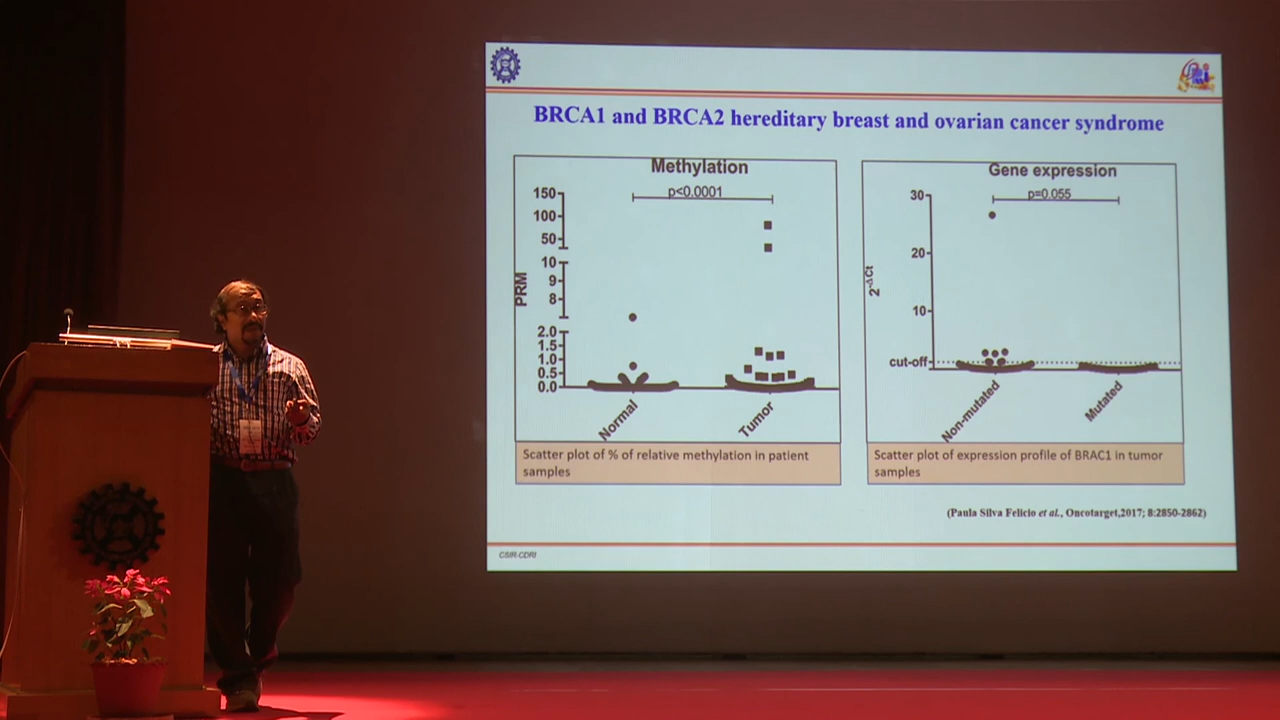 BRCA1 and BRCA2 hereditary breast and ovarian cancer syndrome
Methylation
p<0.0001
150
100
50
10
9
8
2.0
1.5
1.0
0.5
0.0
PRM
Normal
Tumor
Scatter plot of % of relative methylation in patient
samples
Gene expression
p=0.055
30
20
10
cut-off
2-ΔCt
Non-mutated
Mutated
Scatter plot of expression profile of BRAC1 in tumor
samples
(Paula Silva Felicio et al., Oncotarget,2017; 8:2850-2862)
CSIR-CDRI